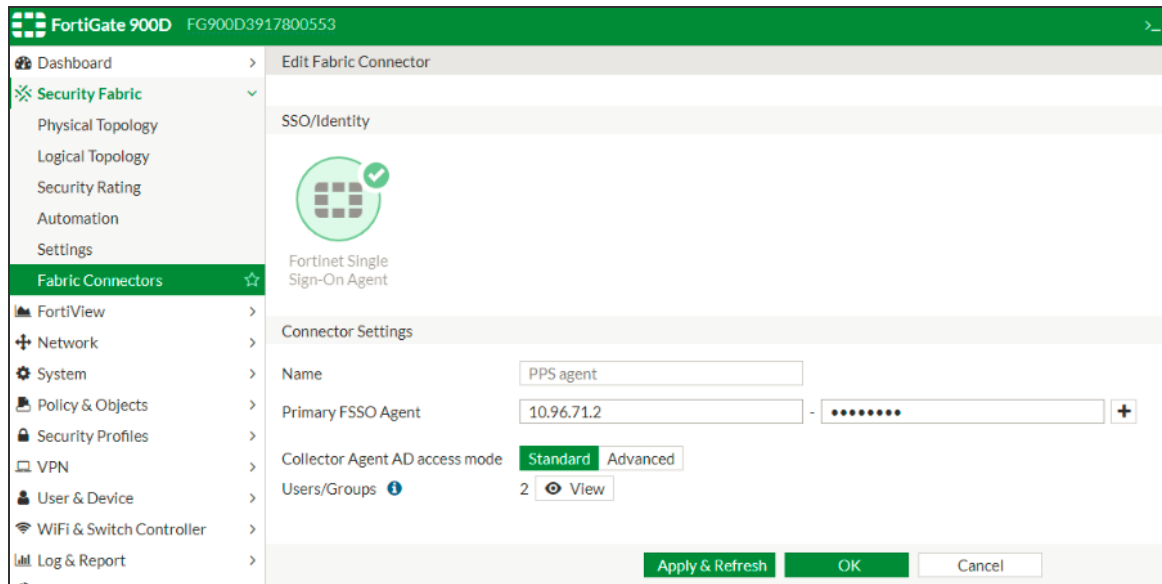 FortiGate 900D FG900D3917800553 >_
Dashboard
Security Fabric
Physical Topology
Logical Topology
Security Rating
Automation
Settings
Fabric Connectors
FortiView
Network
System
Policy & Objects
Security Profiles
VPN
User & Device
WiFi & Switch Controller
Log & Report
Edit Fabric Connector
SSO/Identity
Fortinet Single
Sign-On Agent
Connector Settings
Name PPS agent
Primary FSSO Agent 10.96.71.2 - ••••••••
Collector Agent AD access mode Standard Advanced
Users/Groups 2 View
Apply & Refresh OK Cancel